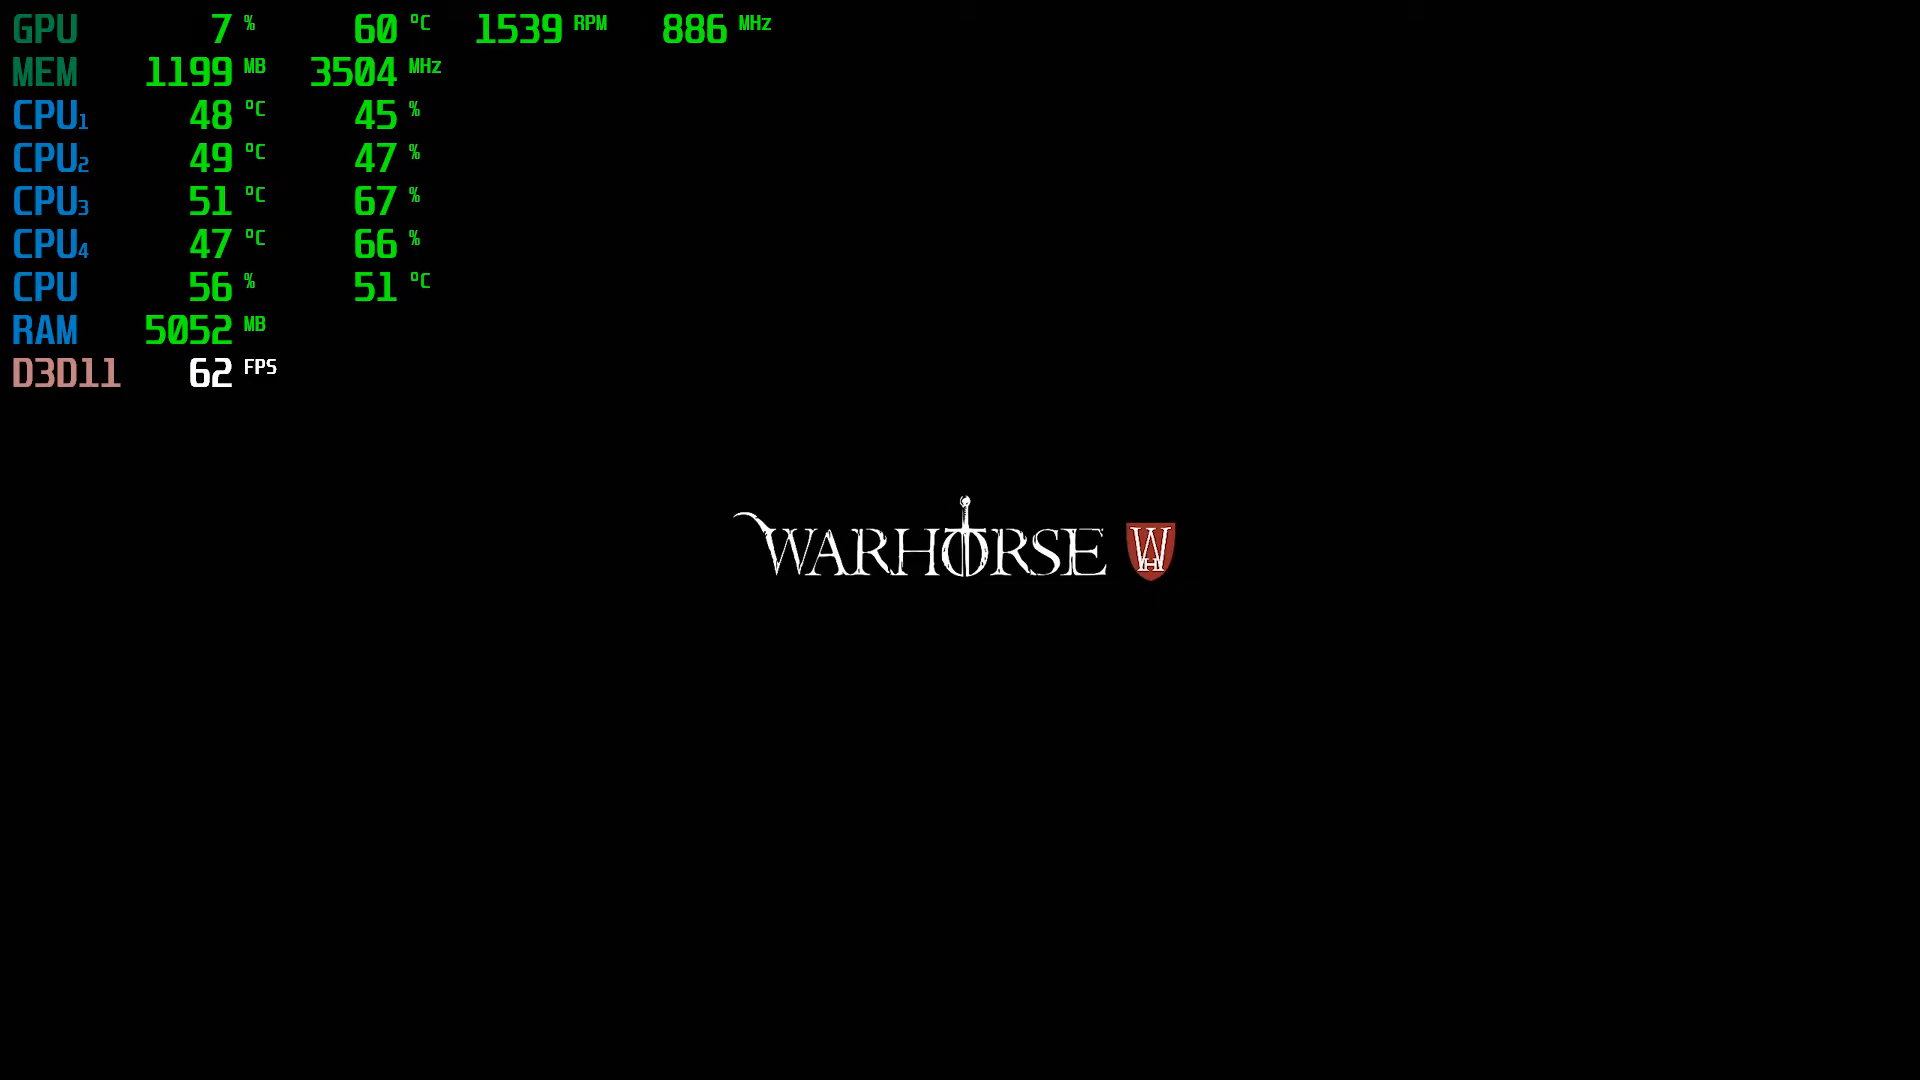 GPU 7 % 60 °C 1539 RPM 886 MHz
MEM 1199 MB 3504 MHz
CPU1 48 °C 45 %
CPU2 49 °C 47 %
CPU3 51 °C 67 %
CPU4 47 °C 66 %
CPU 56 % 51 °C
RAM 5052 MB
D3D11 62 FPS
WARHORSE WH